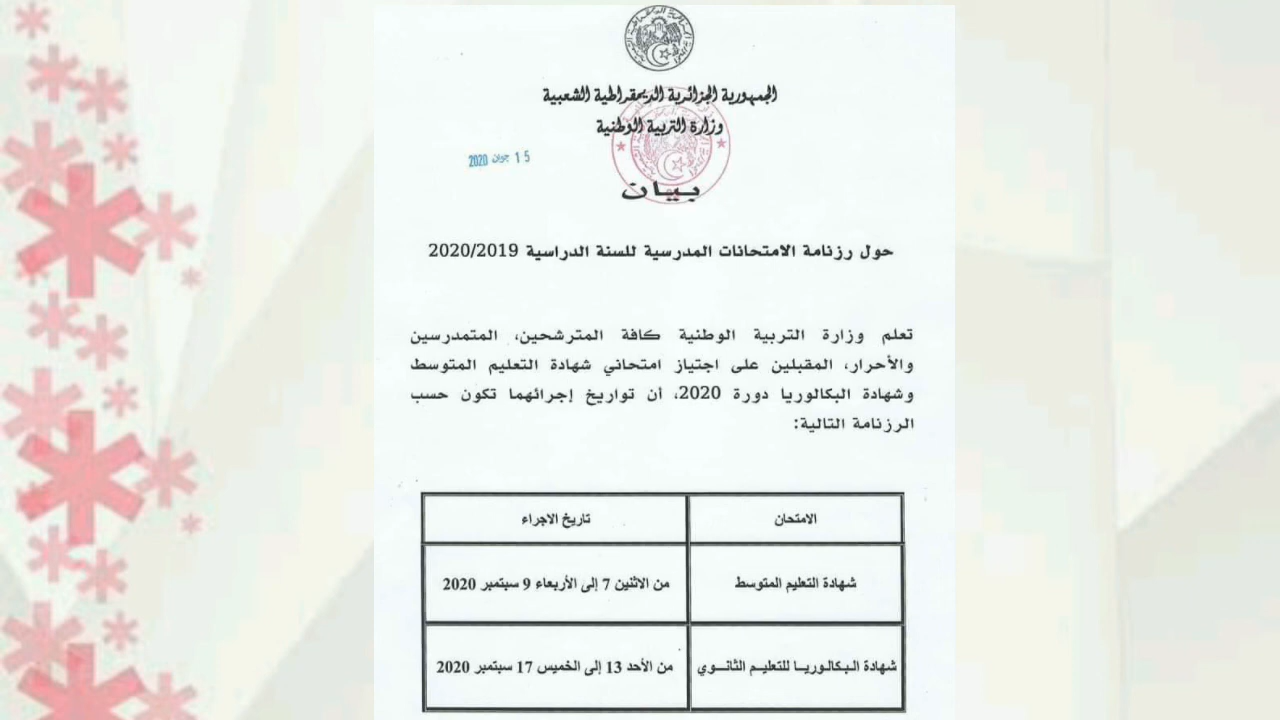 الجمهورية الجزائرية الديمقراطية الشعبية
وزارة التربية الوطنية
15 جوان 2020
بيـان
حول رزنامة الامتحانات المدرسية للسنة الدراسية 2020/2019
تعلم وزارة التربية الوطنية كافة المترشحين، المتمدرسين
والأحرار، المقبلين على اجتياز امتحاني شهادة التعليم المتوسط
وشهادة البكالوريا دورة 2020، أن تواريخ إجرائهما تكون حسب
الرزنامة التالية:
الامتحان تاريخ الاجراء
شهادة التعليم المتوسط من الاثنين 7 إلى الأربعاء 9 سبتمبر 2020
شهادة البكالوريا للتعليم الثانوي من الأحد 13 إلى الخميس 17 سبتمبر 2020